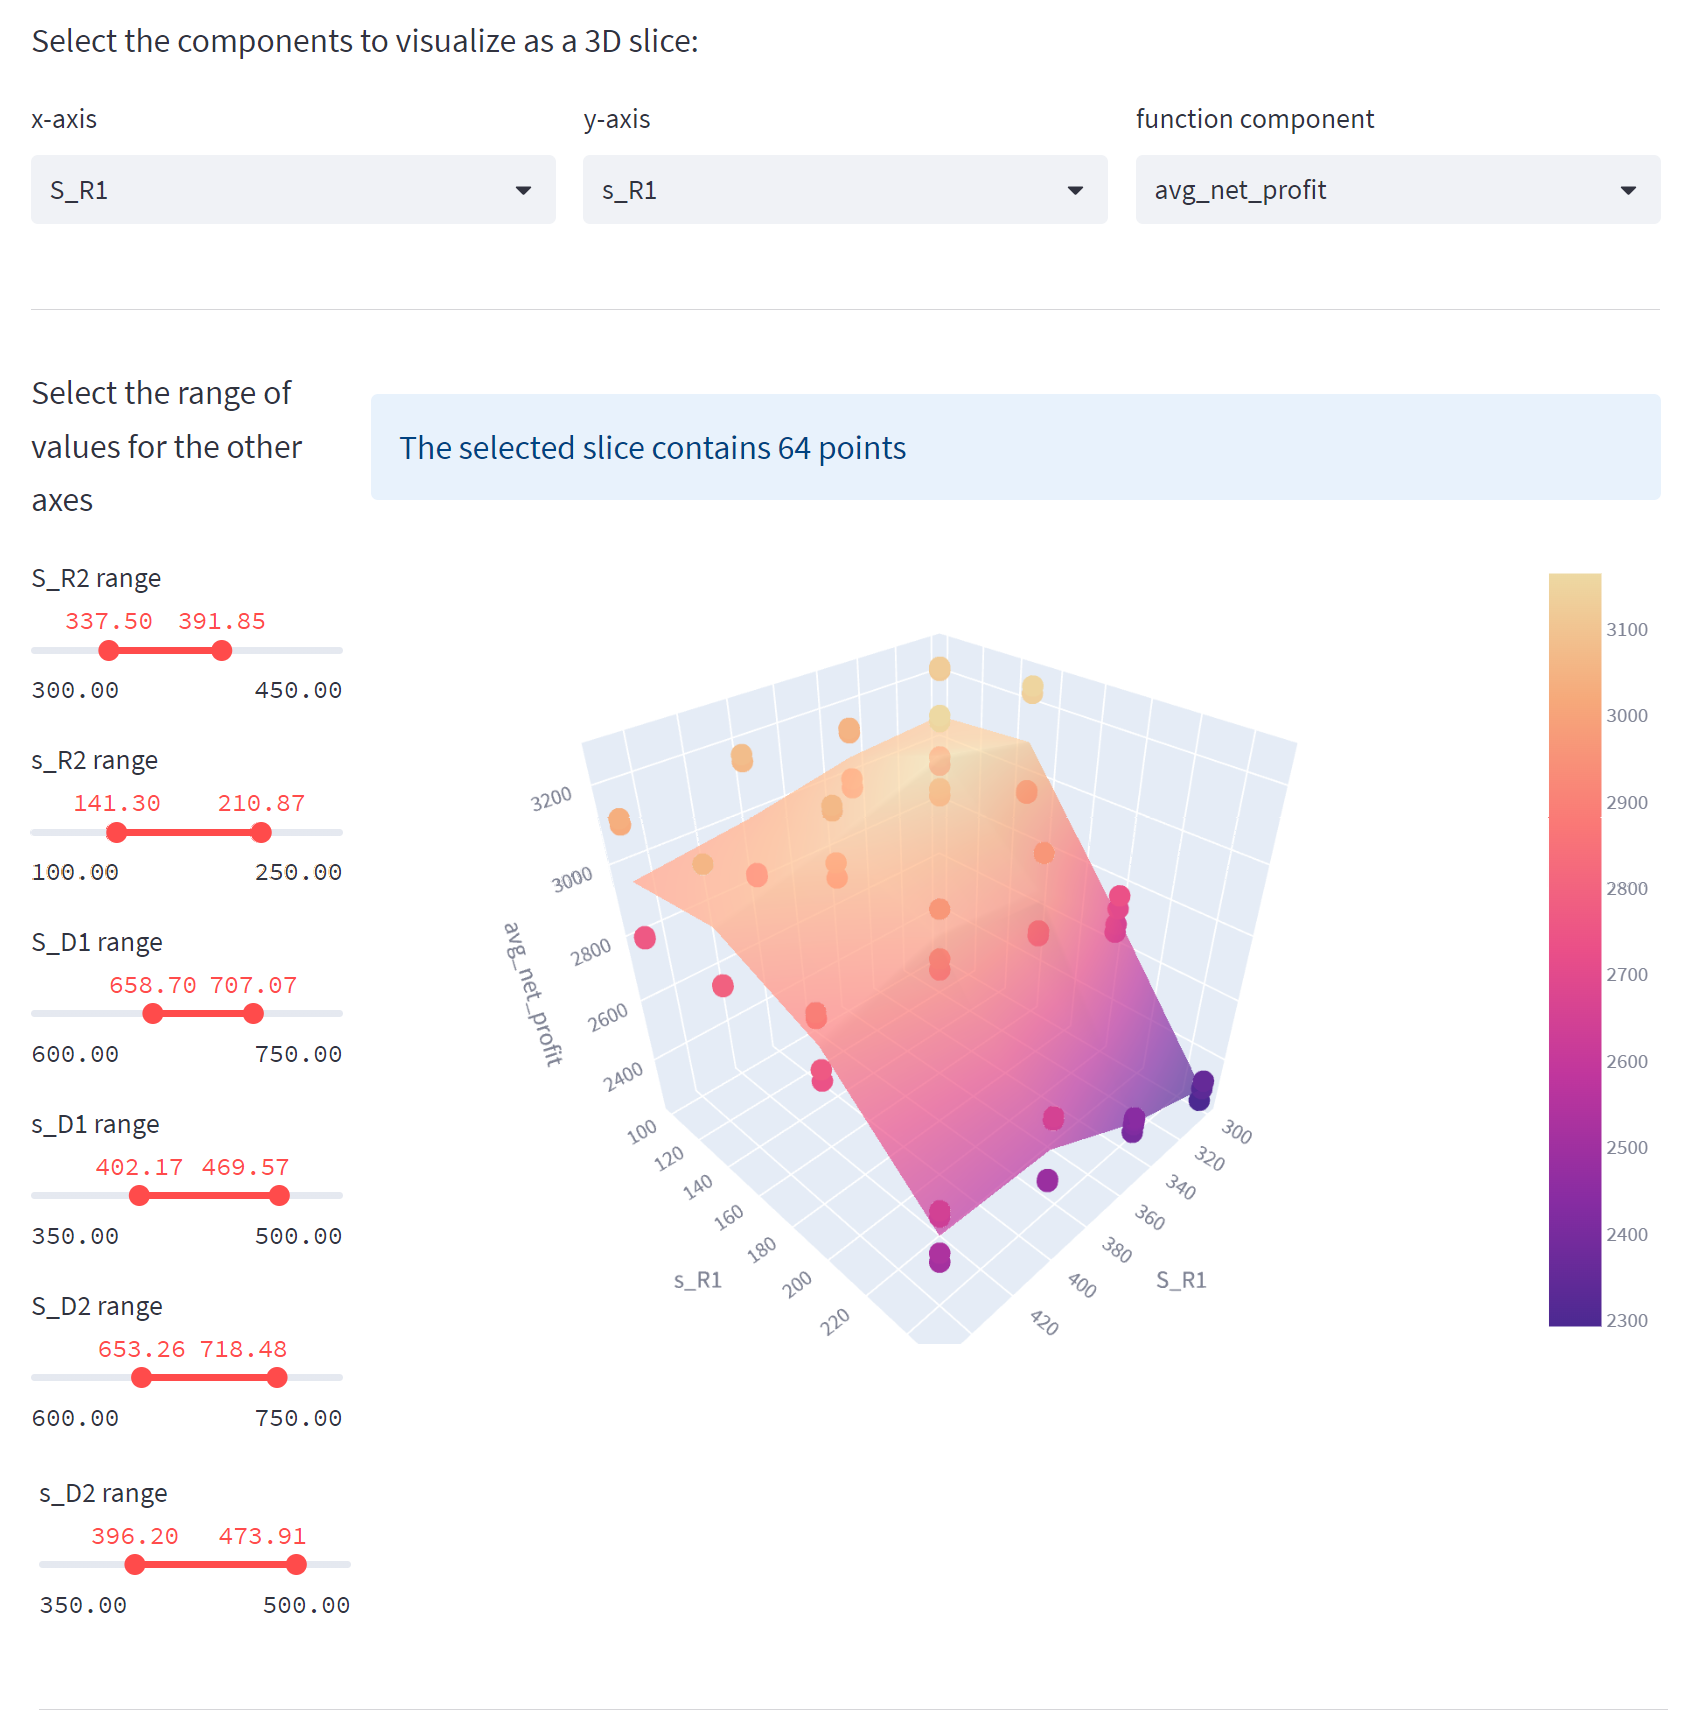 Select the components to visualize as a 3D slice:
x-axis
y-axis
function component
S_R1
s_R1
avg_net_profit
Select the range of
values for the other
axes
The selected slice contains 64 points
S_R2 range
337.50 391.85
300.00 450.00
s_R2 range
141.30 210.87
100.00 250.00
S_D1 range
658.70 707.07
600.00 750.00
s_D1 range
402.17 469.57
350.00 500.00
S_D2 range
653.26 718.48
600.00 750.00
s_D2 range
396.20 473.91
350.00 500.00
3200
3000
2800
2600
2400
avg_net_profit
100
120
140
160
180
200
220
s_R1
300
320
340
360
380
400
420
S_R1
3100
3000
2900
2800
2700
2600
2500
2400
2300